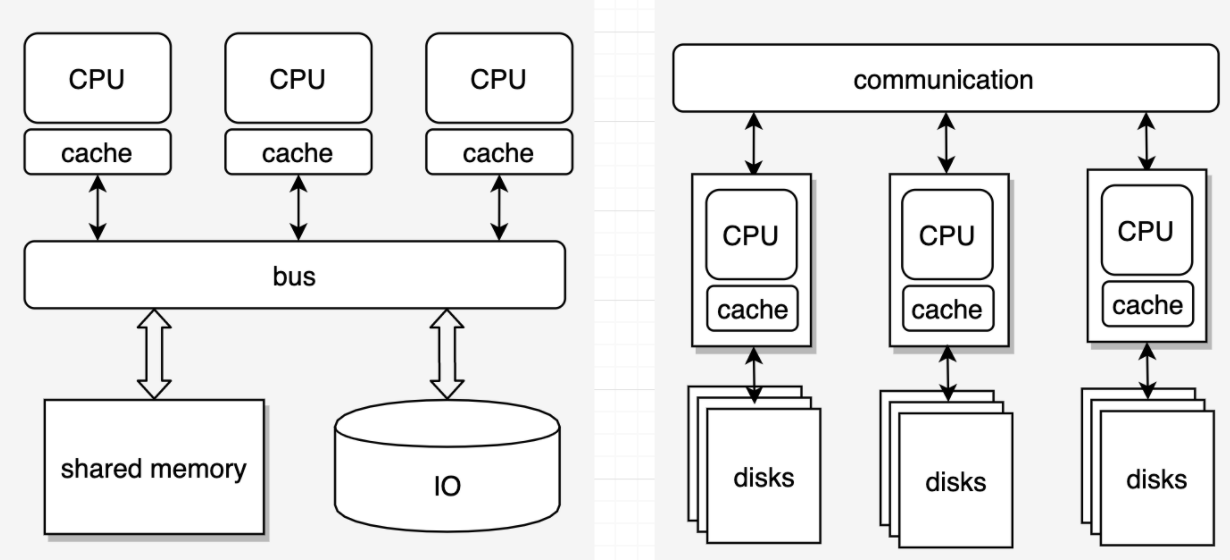 CPU
CPU
CPU
cache
cache
cache
bus
shared memory
IO
communication
CPU
CPU
CPU
cache
cache
cache
disks
disks
disks